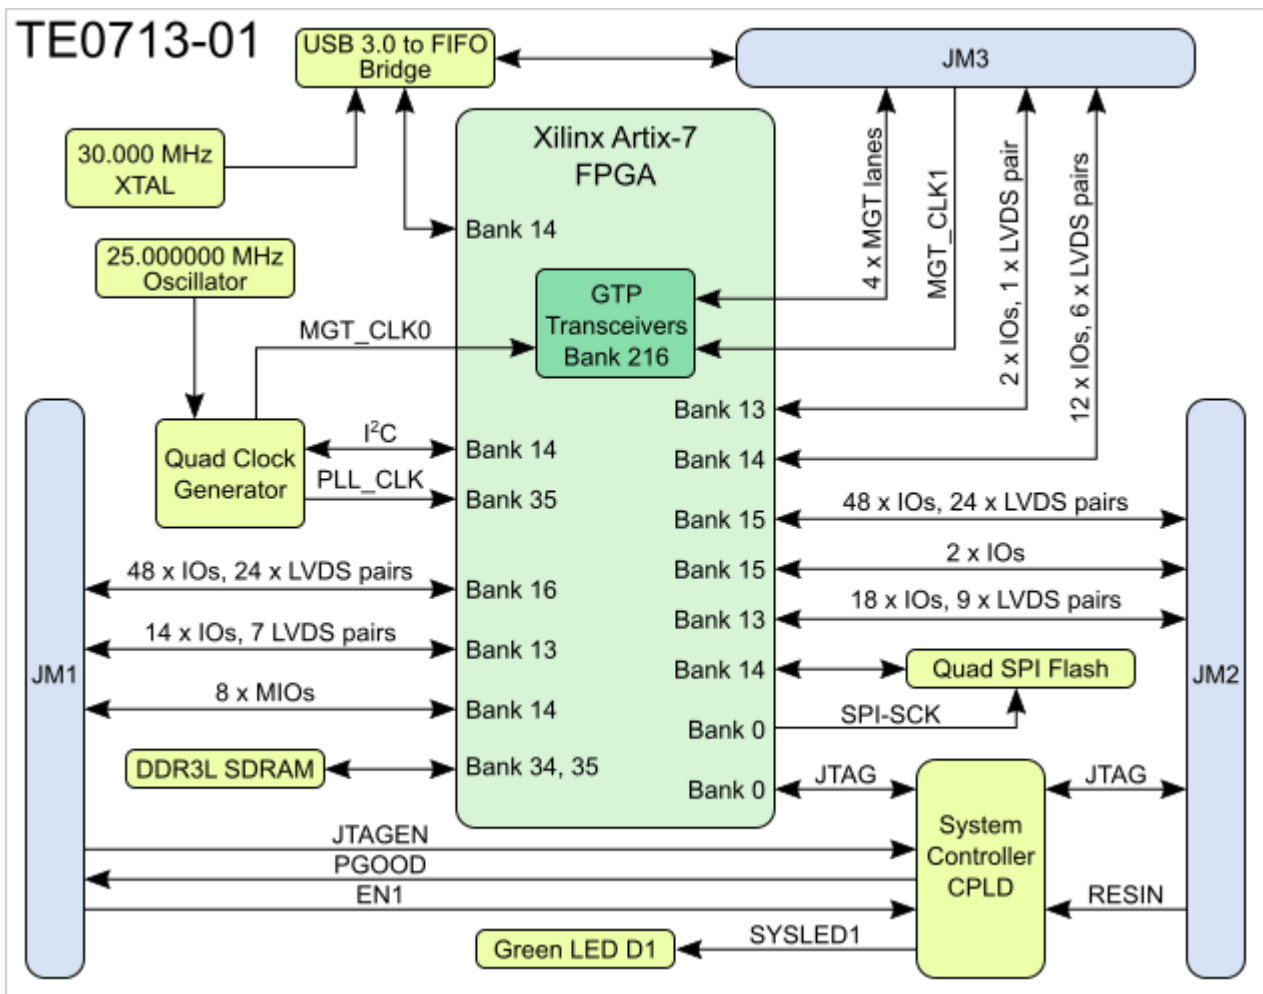 TE0713-01
USB 3.0 to FIFO
Bridge
JM3
30.000 MHz
XTAL
Xilinx Artix-7
FPGA
4 x MGT lanes
MGT_CLK1
2 x IOs, 1 x LVDS pair
12 x IOs, 6 x LVDS pairs
Bank 14
25.000000 MHz
Oscillator
GTP
Transceivers
Bank 216
MGT_CLK0
Bank 13
Quad Clock
Generator
I²C
Bank 14
Bank 14
PLL_CLK
Bank 35
Bank 15
48 x IOs, 24 x LVDS pairs
Bank 15
2 x IOs
48 x IOs, 24 x LVDS pairs
Bank 16
Bank 13
18 x IOs, 9 x LVDS pairs
14 x IOs, 7 LVDS pairs
Bank 13
Bank 14
Quad SPI Flash
JM1
JM2
8 x MIOs
Bank 14
Bank 0
SPI-SCK
DDR3L SDRAM
Bank 34, 35
Bank 0
JTAG
JTAG
System
Controller
CPLD
JTAGEN
PGOOD
EN1
RESIN
Green LED D1
SYSLED1